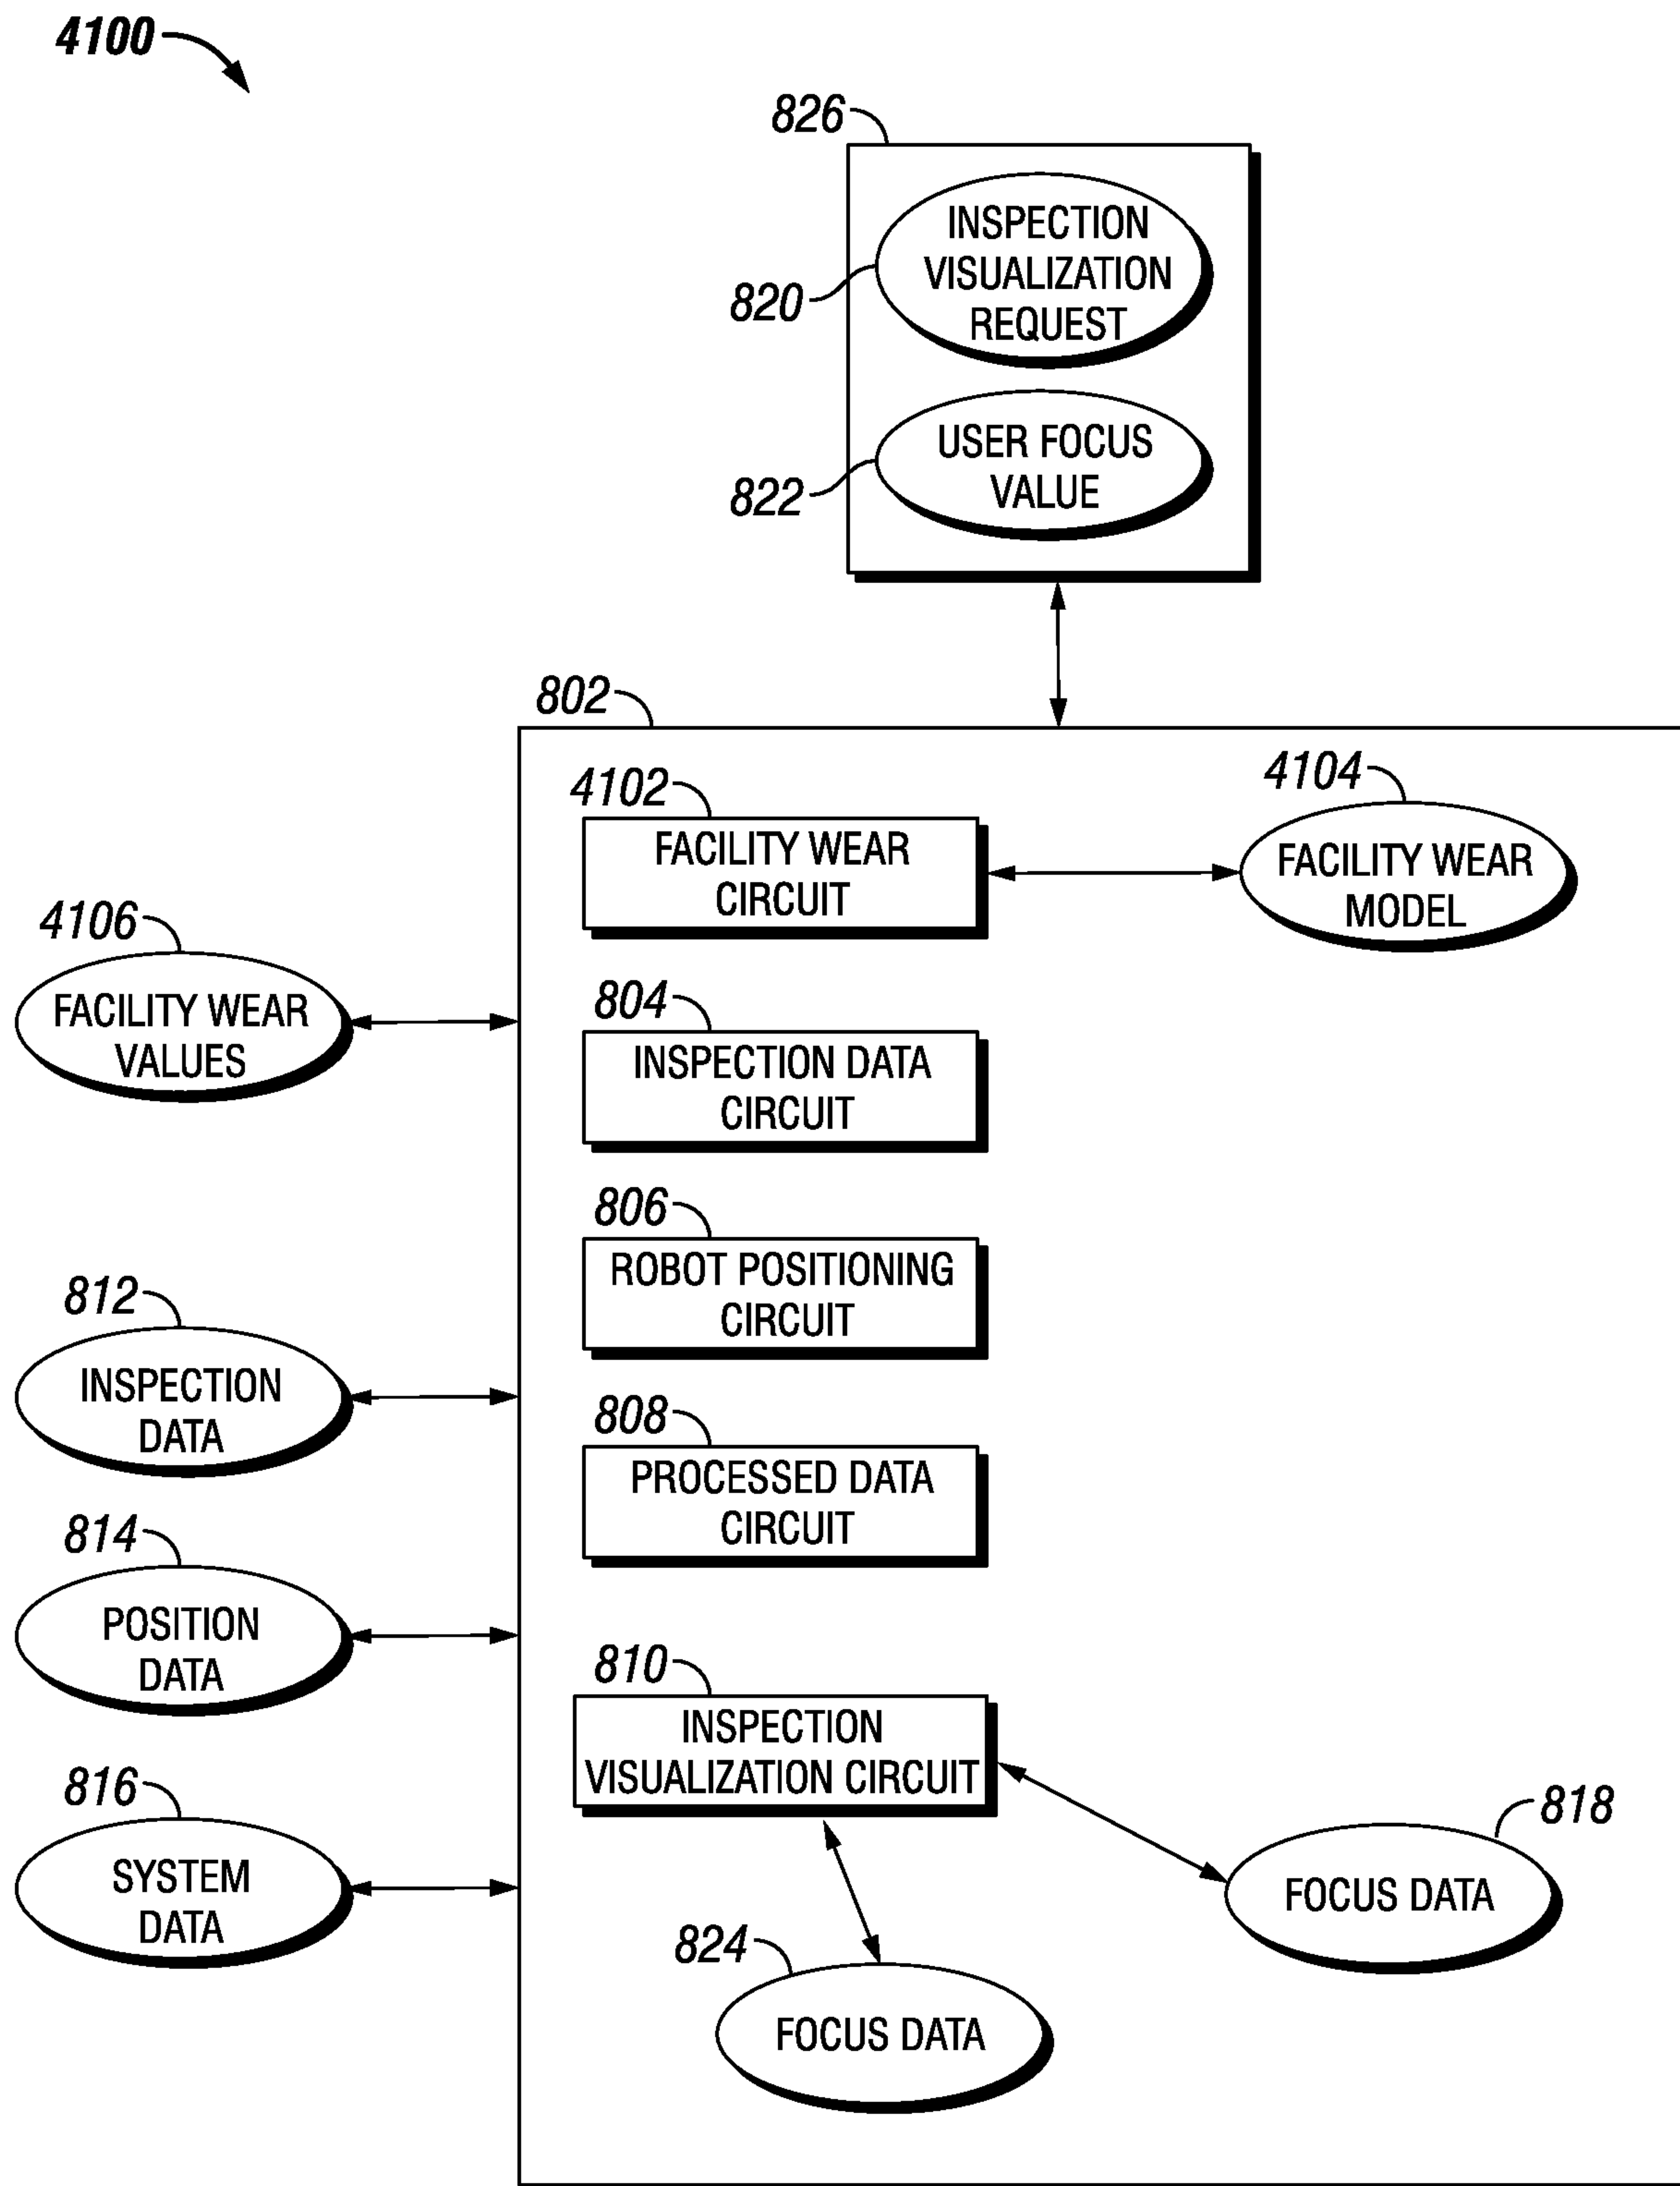 4100
826
INSPECTION
VISUALIZATION
REQUEST
820
USER FOCUS
VALUE
822
802
4102
FACILITY WEAR
CIRCUIT
4104
FACILITY WEAR
MODEL
4106
FACILITY WEAR
VALUES
804
INSPECTION DATA
CIRCUIT
806
ROBOT POSITIONING
CIRCUIT
812
INSPECTION
DATA
808
PROCESSED DATA
CIRCUIT
814
POSITION
DATA
810
INSPECTION
VISUALIZATION CIRCUIT
816
SYSTEM
DATA
818
FOCUS DATA
824
FOCUS DATA